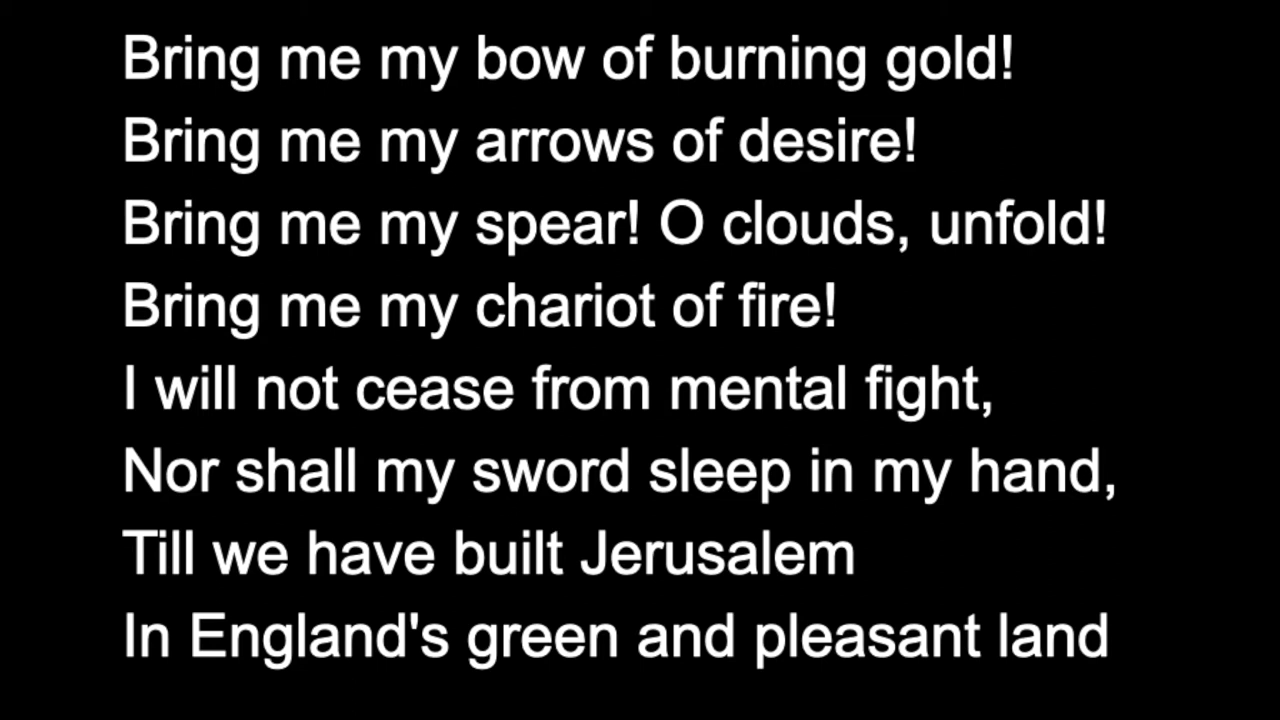 Bring me my bow of burning gold!
Bring me my arrows of desire!
Bring me my spear! O clouds, unfold!
Bring me my chariot of fire!
I will not cease from mental fight,
Nor shall my sword sleep in my hand,
Till we have built Jerusalem
In England's green and pleasant land